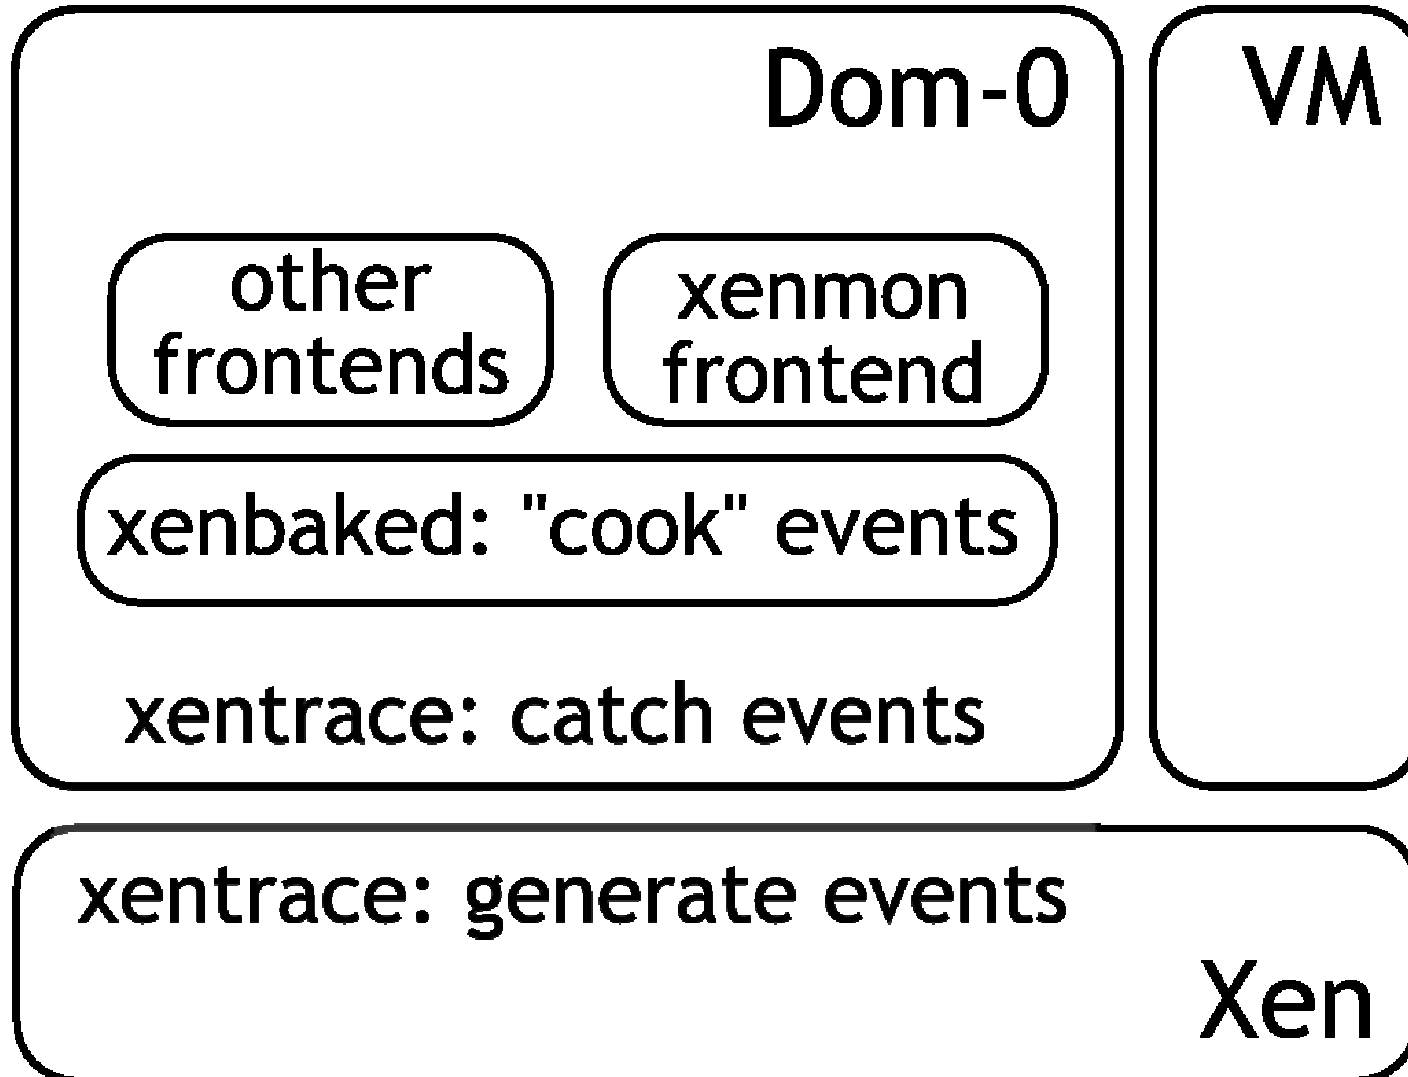 Dom-0
VM
other
frontends
xenmon
frontend
xenbaked: "cook" events
xentrace: catch events
xentrace: generate events
Xen